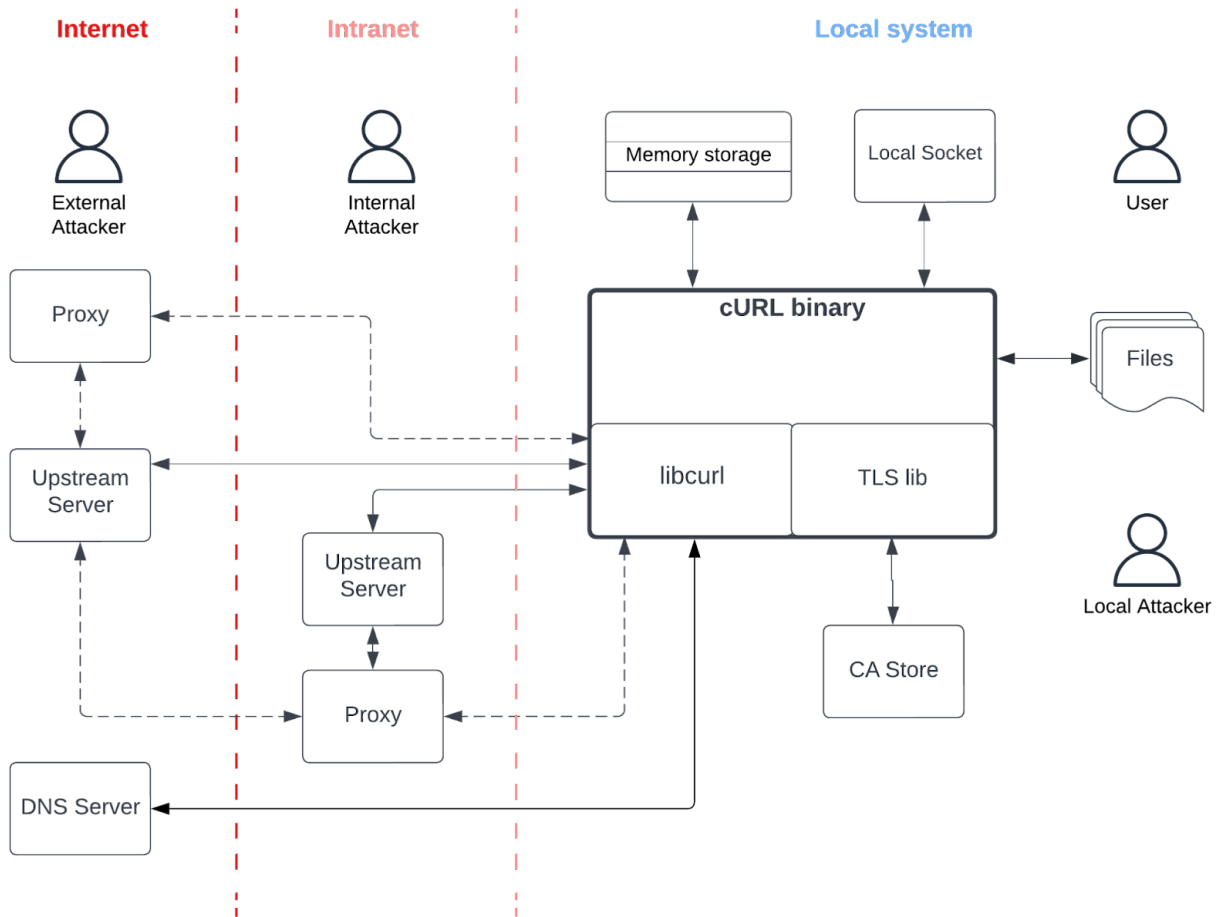 Internet
Intranet
Local system
External
Attacker
Internal
Attacker
Memory storage
Local Socket
User
Proxy
cURL binary
Files
Upstream
Server
libcurl
TLS lib
Upstream
Server
Local Attacker
CA Store
Proxy
DNS Server